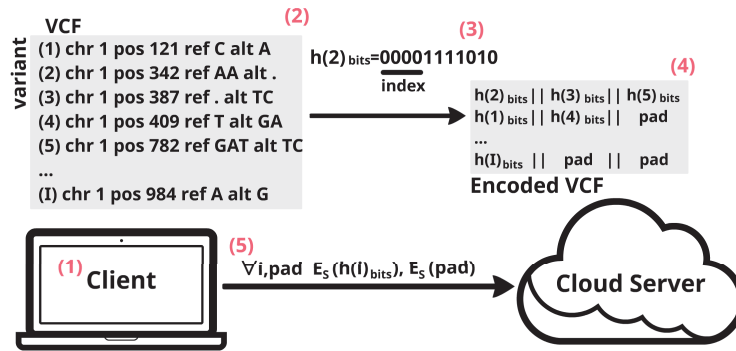 VCF
(2)
variant
(1) chr 1 pos 121 ref C alt A
(2) chr 1 pos 342 ref AA alt .
(3) chr 1 pos 387 ref . alt TC
(4) chr 1 pos 409 ref T alt GA
(5) chr 1 pos 782 ref GAT alt TC
...
(I) chr 1 pos 984 ref A alt G
(3)
h(2) bits=00001111010
index
(4)
h(2) bits || h(3) bits || h(5) bits
h(1) bits || h(4) bits || pad
...
h(I)bits || pad || pad
Encoded VCF
(1) Client
(5)
∀i,pad ES(h(I)bits), ES(pad)
Cloud Server